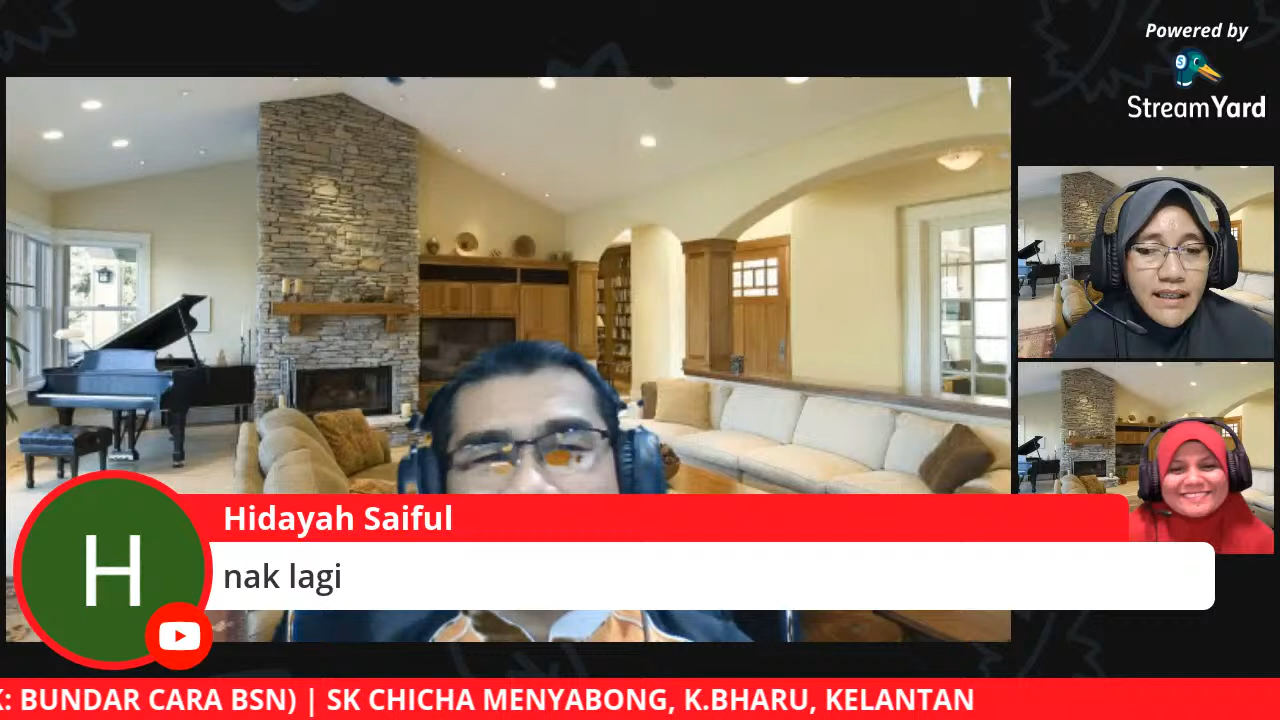 Powered by
StreamYard
Hidayah Saiful
H
nak lagi
K: BUNDAR CARA BSN) | SK CHICHA MENYABONG, K.BHARU, KELANTAN